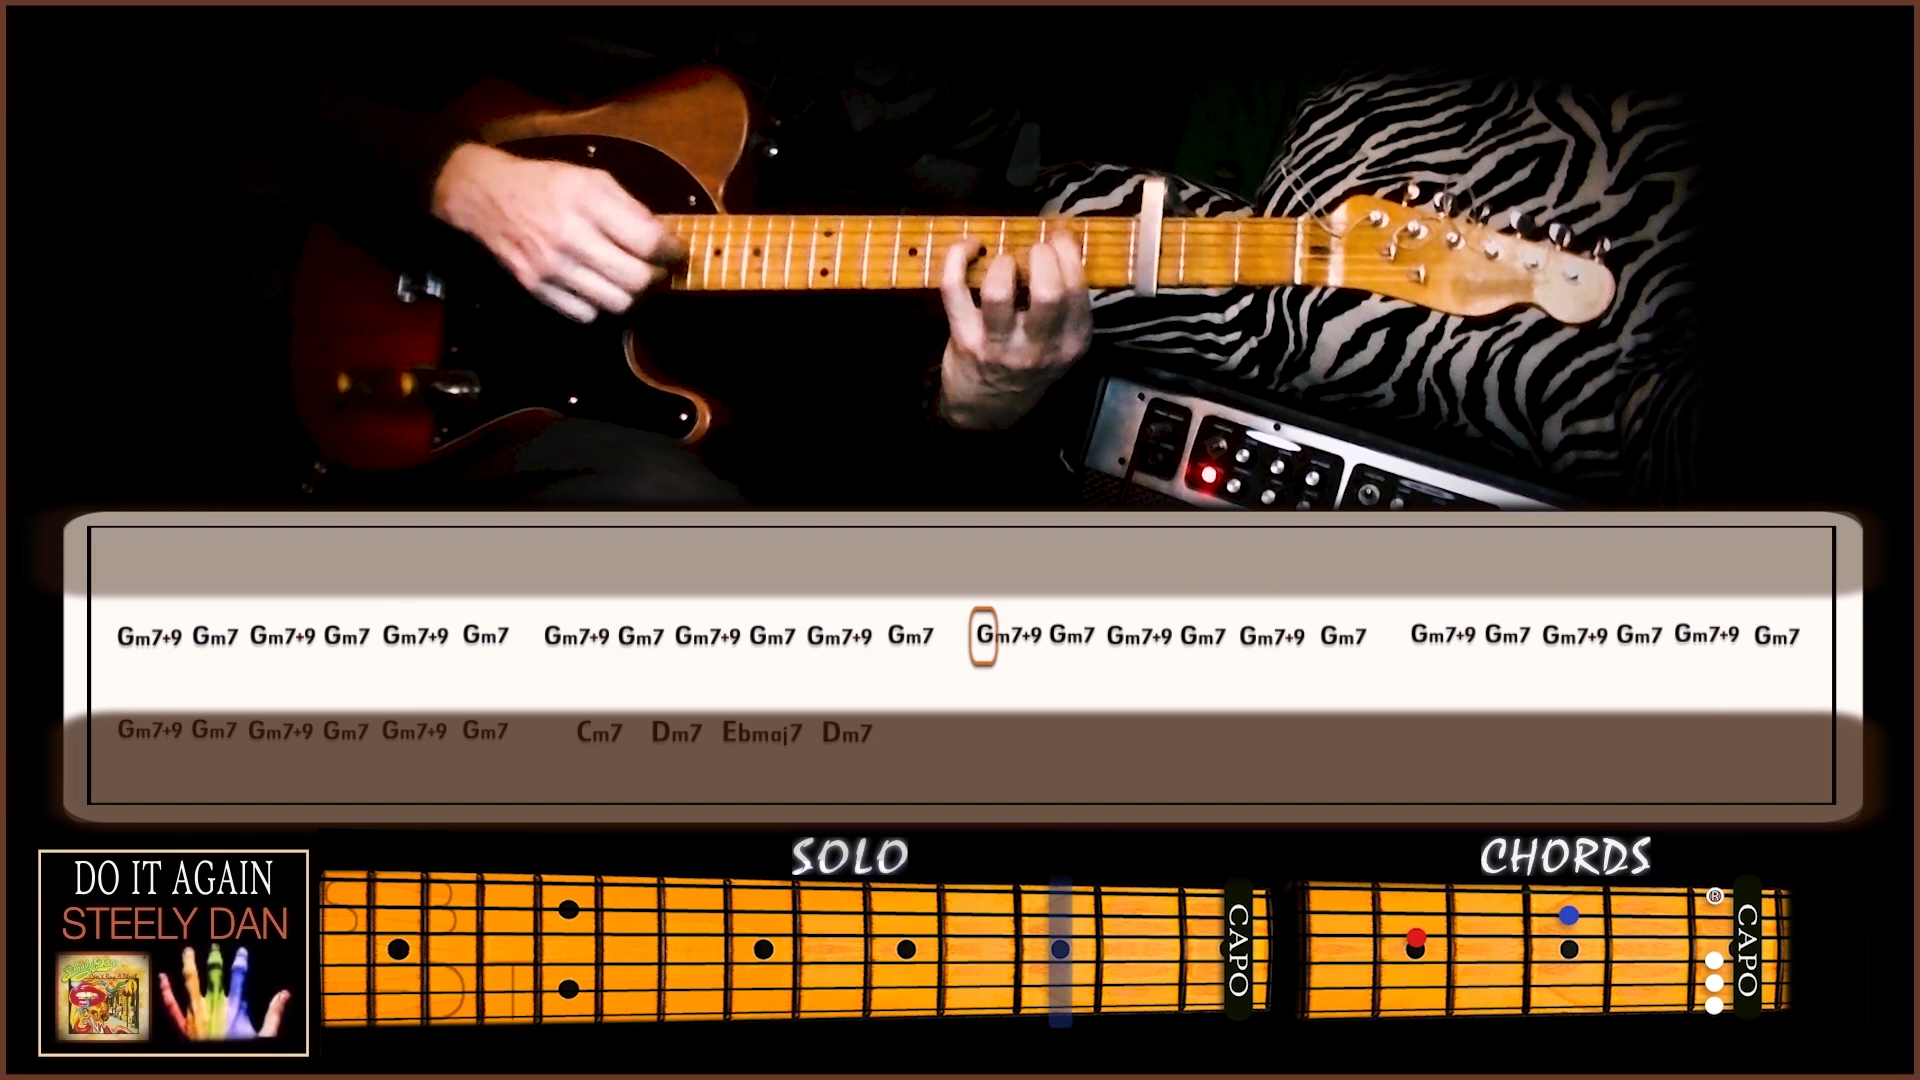 Gm7+9 Gm7 Gm7+9 Gm7 Gm7+9 Gm7 Gm7+9 Gm7 Gm7+9 Gm7 Gm7+9 Gm7 Gm7+9 Gm7 Gm7+9 Gm7 Gm7+9 Gm7 Gm7+9 Gm7 Gm7+9 Gm7 Gm7+9 Gm7
Gm7+9 Gm7 Gm7+9 Gm7 Gm7+9 Gm7 Cm7 Dm7 Ebmaj7 Dm7
SOLO
CHORDS
DO IT AGAIN
STEELY DAN
CAPO
R
CAPO